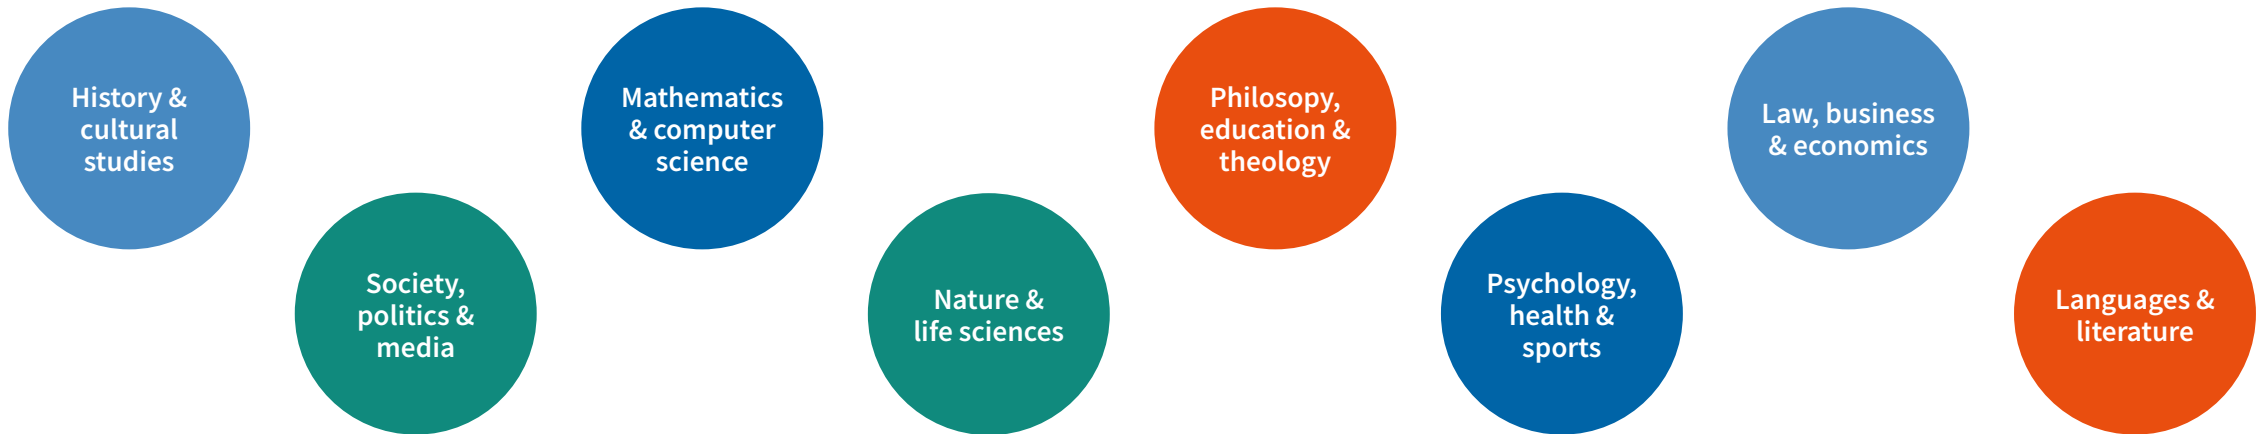 History &
cultural
studies
Society,
politics &
media
Mathematics
& computer
science
Nature &
life sciences
Philosopy,
education &
theology
Psychology,
health &
sports
Law, business
& economics
Languages &
literature